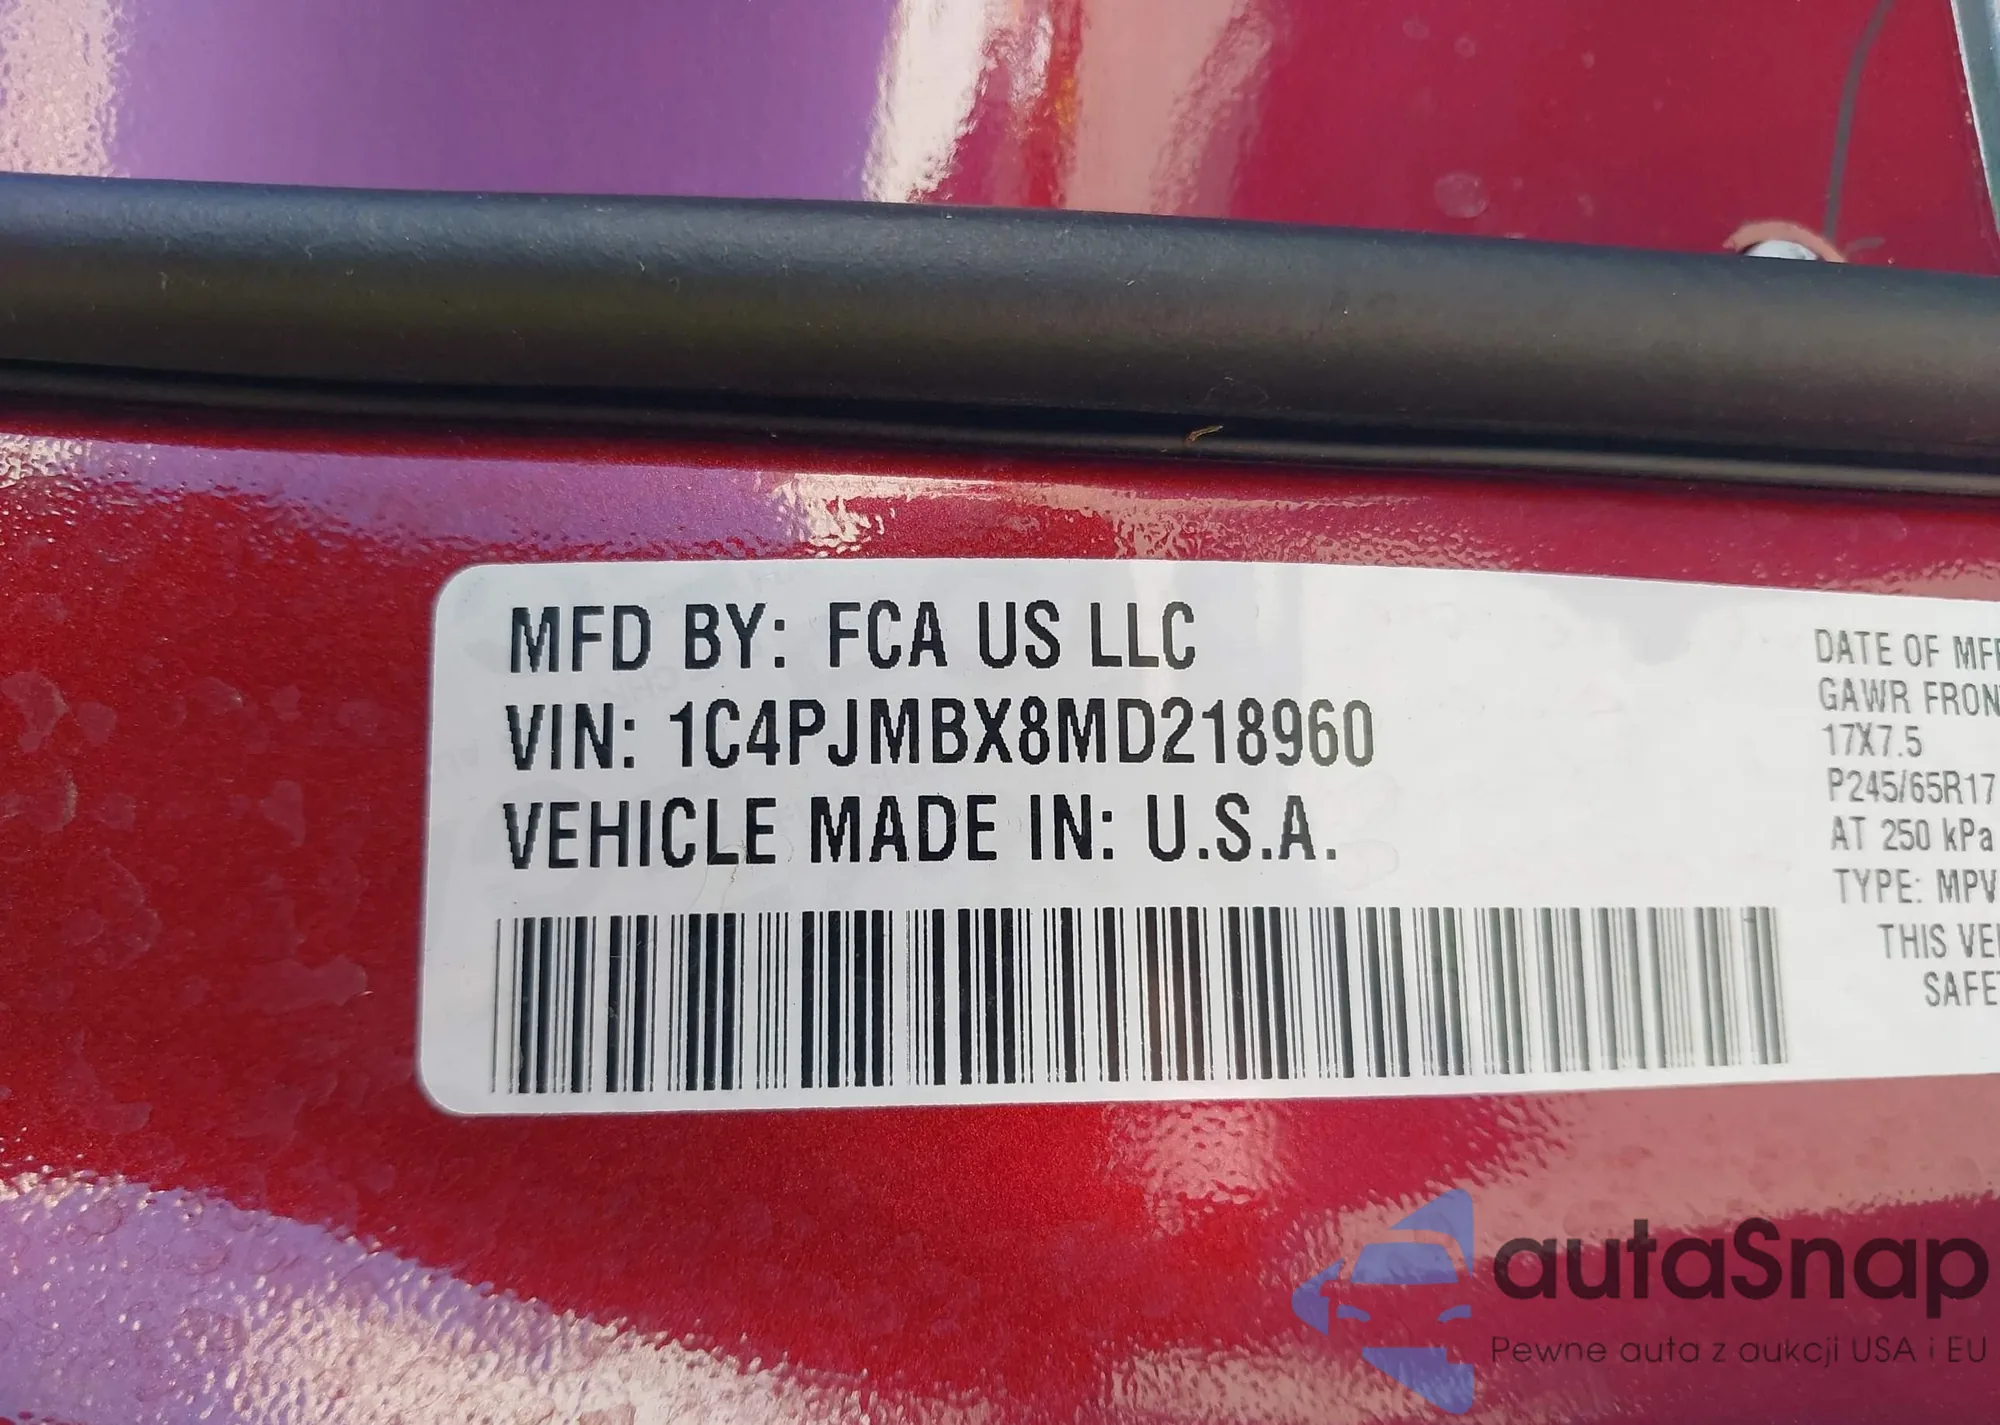 MFD BY: FCA US LLC
VIN: 1C4PJMBX8MD218960
VEHICLE MADE IN: U.S.A.
DATE OF MFR
GAWR FRON
17X7.5
P245/65R17
AT 250 kPa
TYPE: MPV
THIS VE
SAFE
autaSnap
Pewne auta z aukcji USA i EU